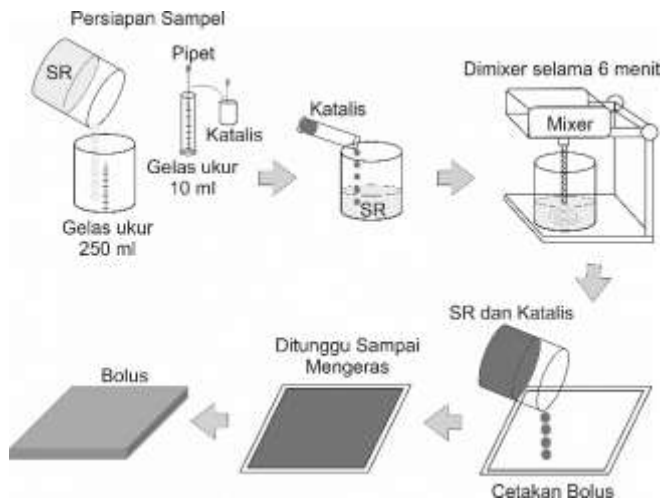 Persiapan Sampel
SR
Pipet
Katalis
Gelas ukur
10 ml
Gelas ukur
250 ml
Katalis
SR
Dimixer selama 6 menit
Mixer
SR dan Katalis
Cetakan Bolus
Ditunggu Sampai
Mengeras
Bolus